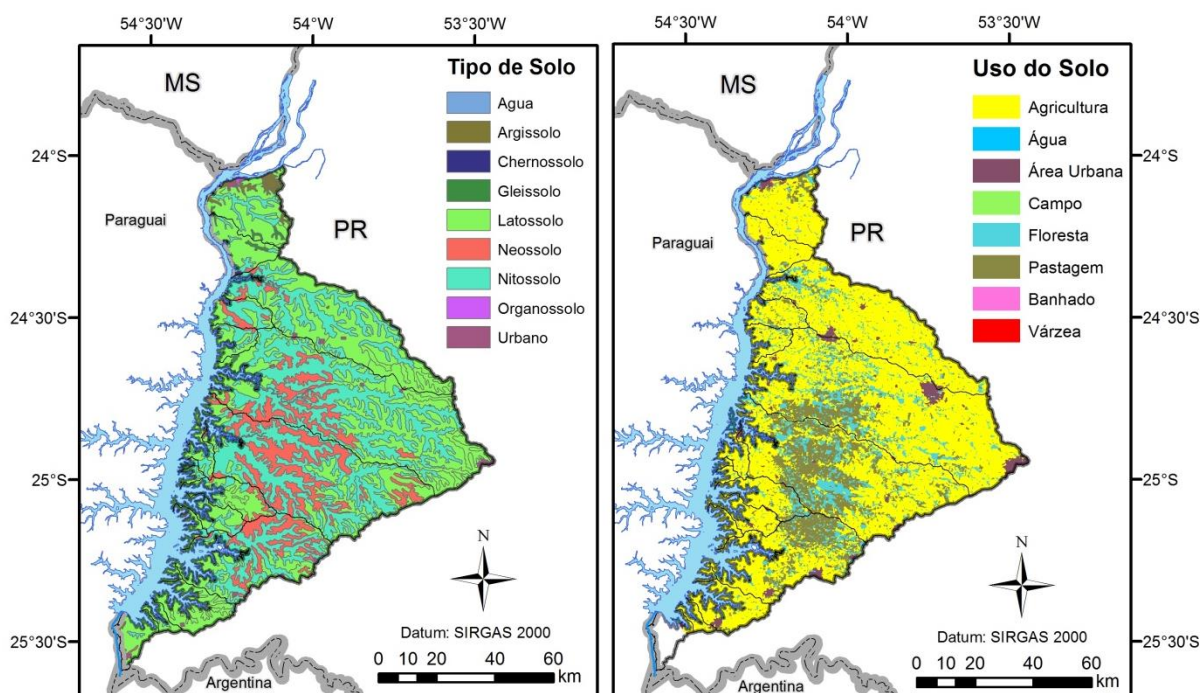 54°30'W
54°W
53°30'W
54°30'W
54°W
53°30'W
MS
Tipo de Solo
Agua
Argissolo
Chernossolo
Gleissolo
Latossolo
Neossolo
Nitossolo
Organossolo
Urbano
Paraguai
PR
24°S
24°30'S
25°S
25°30'S
N
Datum: SIRGAS 2000
0 10 20 40 60
km
Argentina
MS
Uso do Solo
Agricultura
Água
Área Urbana
Campo
Floresta
Pastagem
Banhado
Várzea
Paraguai
PR
24°S
24°30'S
25°S
25°30'S
N
Datum: SIRGAS 2000
0 10 20 40 60
km
Argentina